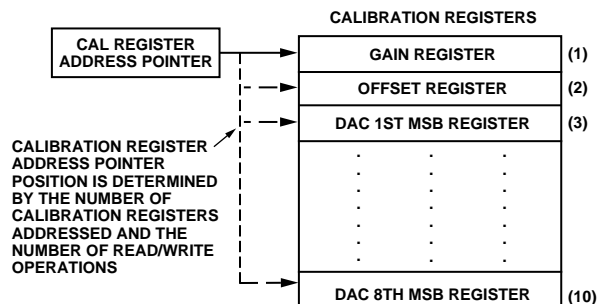 CALIBRATION REGISTERS
CAL REGISTER
ADDRESS POINTER
GAIN REGISTER (1)
OFFSET REGISTER (2)
DAC 1ST MSB REGISTER (3)
CALIBRATION REGISTER
ADDRESS POINTER
POSITION IS DETERMINED
BY THE NUMBER OF
CALIBRATION REGISTERS
ADDRESSED AND THE
NUMBER OF READ/WRITE
OPERATIONS
DAC 8TH MSB REGISTER (10)